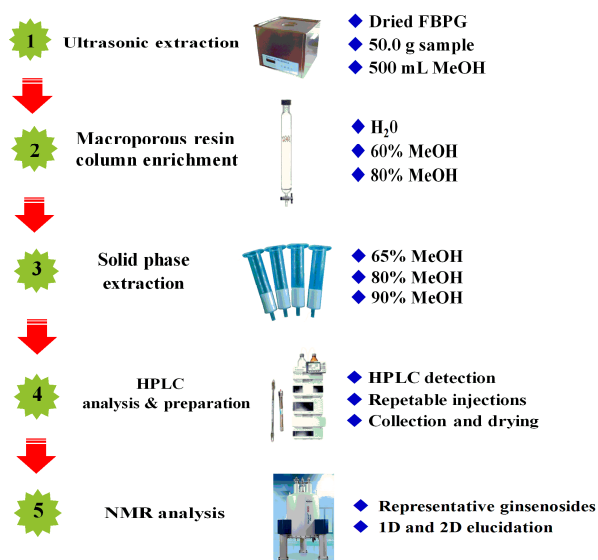 1
Ultrasonic extraction
Dried FBPG
50.0 g sample
500 mL MeOH
2
Macroporous resin
column enrichment
H₂0
60% MeOH
80% MeOH
3
Solid phase
extraction
65% MeOH
80% MeOH
90% MeOH
4
HPLC
analysis & preparation
HPLC detection
Repetable injections
Collection and drying
5
NMR analysis
Representative ginsenosides
1D and 2D elucidation